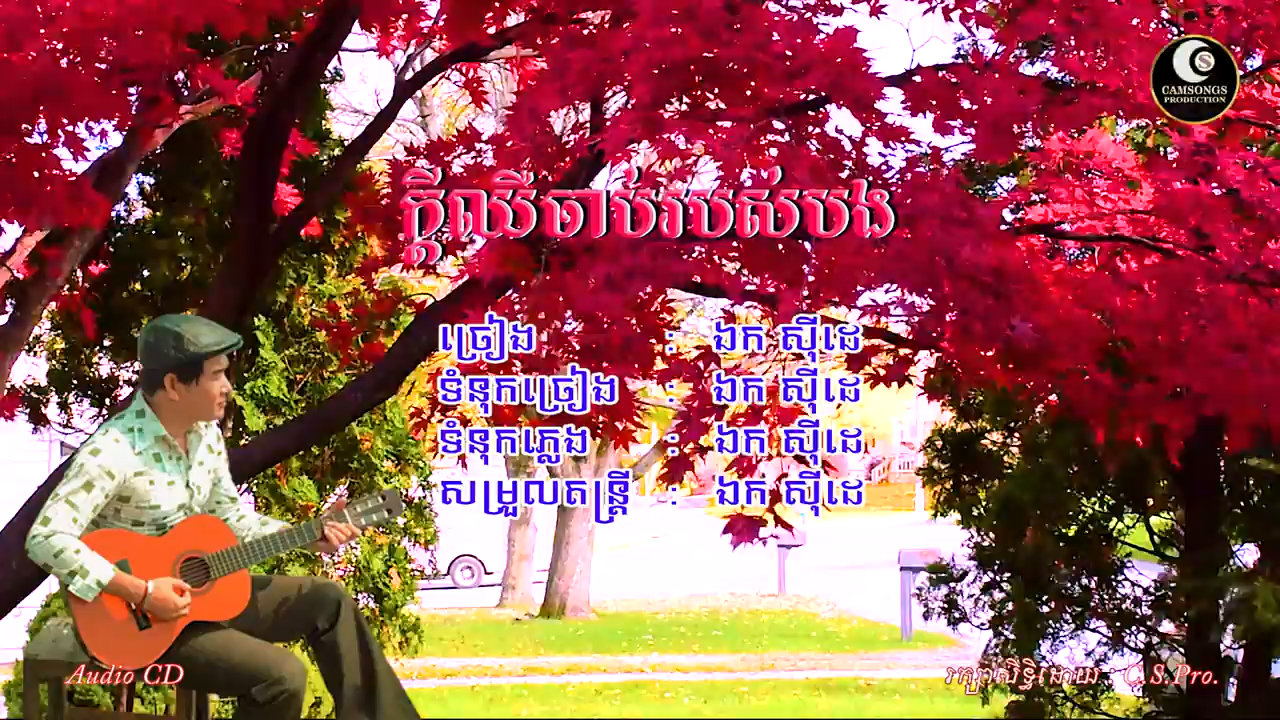 CS
CAMSONGS
PRODUCTION
ក្ដីឈឺចាប់របស់បង
ច្រៀង : ឯក ស៊ីដេ
ទំនុកច្រៀង : ឯក ស៊ីដេ
ទំនុកភ្លេង : ឯក ស៊ីដេ
សម្រួលតន្ត្រី : ឯក ស៊ីដេ
Audio CD
រក្សាសិទ្ធិដោយ : C.S.Pro.